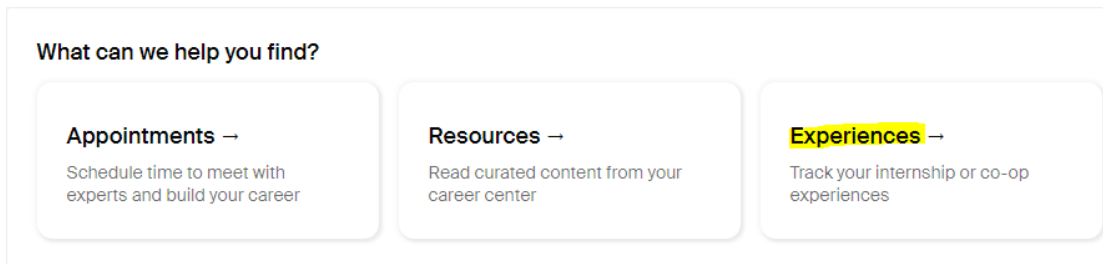 What can we help you find?
Appointments →
Schedule time to meet with
experts and build your career
Resources →
Read curated content from your
career center
Experiences →
Track your internship or co-op
experiences